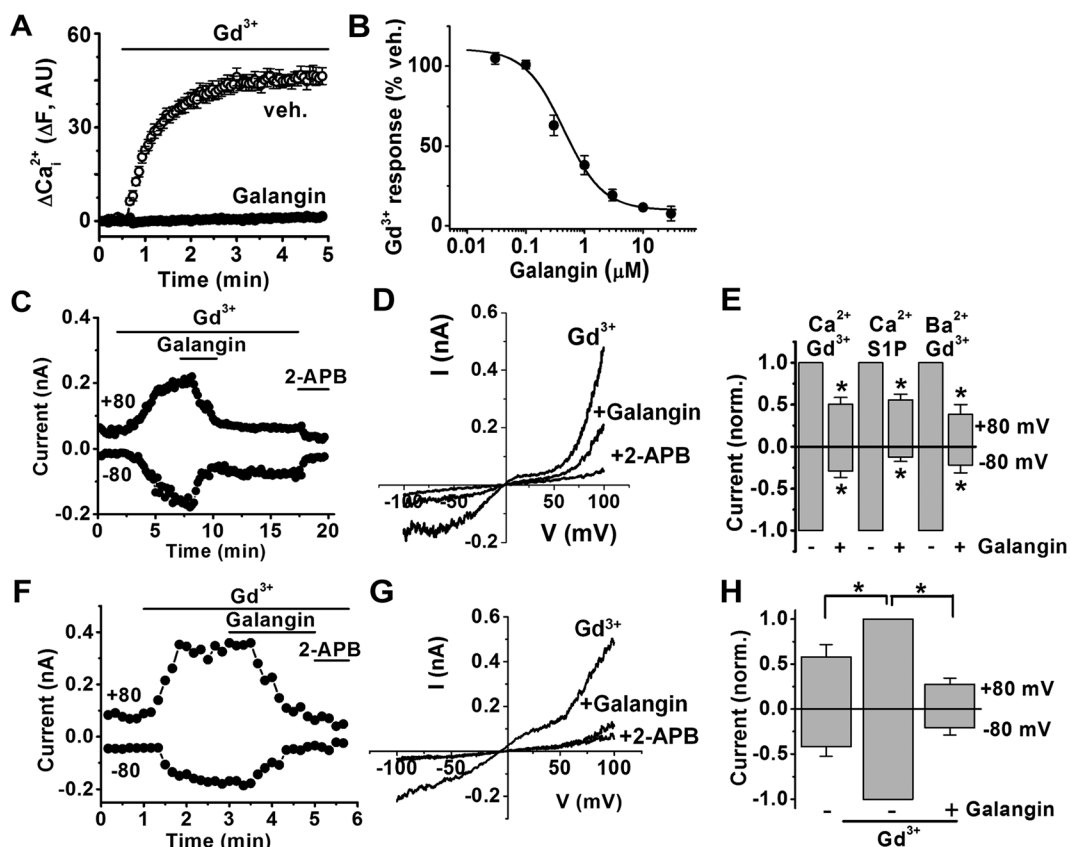 A
Gd³⁺
60
45
30
15
0
veh.
Galangin
ΔCaᵢ²⁺ (ΔF, AU)
0 1 2 3 4 5
Time (min)
B
Gd³⁺ response (% veh.)
100
50
0
0.01 0.1 1 10
Galangin (μM)
C
Gd³⁺
Galangin
2-APB
0.4
0.2
0.0
-0.2
+80
-80
Current (nA)
0 5 10 15 20
Time (min)
D
I (nA)
0.6
0.4
0.2
-0.2
Gd³⁺
+Galangin
+2-APB
-100 -50 50 100
V (mV)
E
Ca²⁺ Ca²⁺ Ba²⁺
Gd³⁺ S1P Gd³⁺
1.0
0.5
0.0
-0.5
-1.0
* * *
* * *
+80 mV
-80 mV
Current (norm.)
- + - + - + Galangin
F
Gd³⁺
Galangin
2-APB
0.4
0.2
0.0
-0.2
+80
-80
Current (nA)
0 1 2 3 4 5 6
Time (min)
G
I (nA)
0.6
0.4
0.2
-0.2
Gd³⁺
+Galangin
+2-APB
-100 -50 50 100
V (mV)
H
* *
1.0
0.5
0.0
-0.5
-1.0
+80 mV
-80 mV
Current (norm.)
- - + Galangin
Gd³⁺